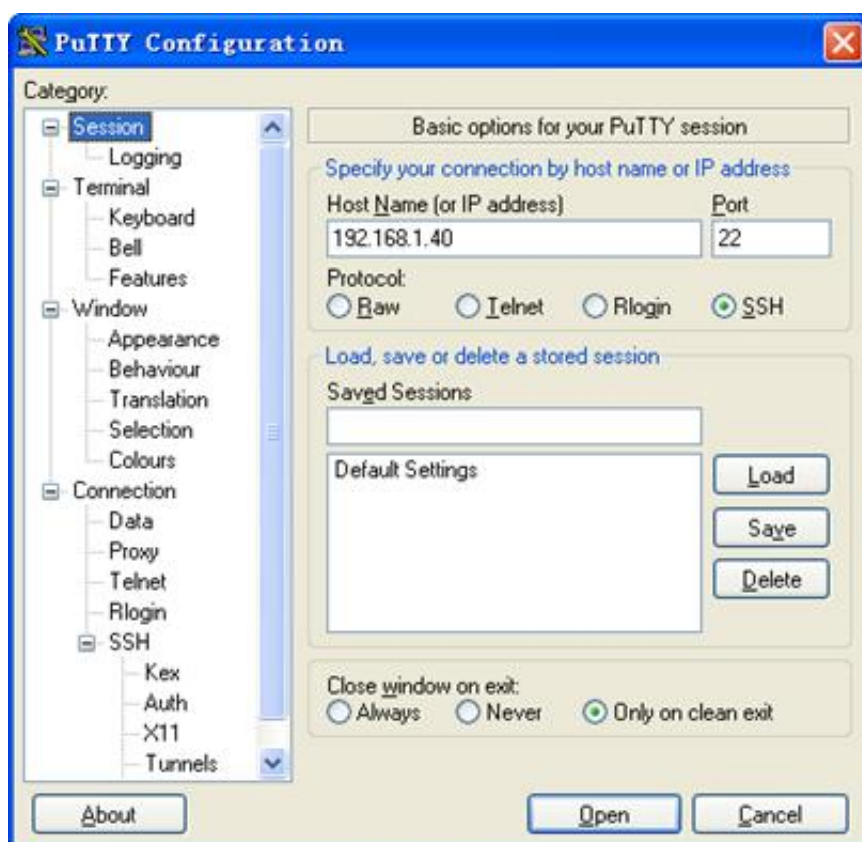 PuTTY Configuration
Category:
Session
Logging
Terminal
Keyboard
Bell
Features
Window
Appearance
Behaviour
Translation
Selection
Colours
Connection
Data
Proxy
Telnet
Rlogin
SSH
Kex
Auth
X11
Tunnels
Basic options for your PuTTY session
Specify your connection by host name or IP address
Host Name (or IP address) Port
192.168.1.40 22
Protocol:
Raw Telnet Rlogin SSH
Load, save or delete a stored session
Saved Sessions
Default Settings
Load
Save
Delete
Close window on exit:
Always Never Only on clean exit
About Open Cancel